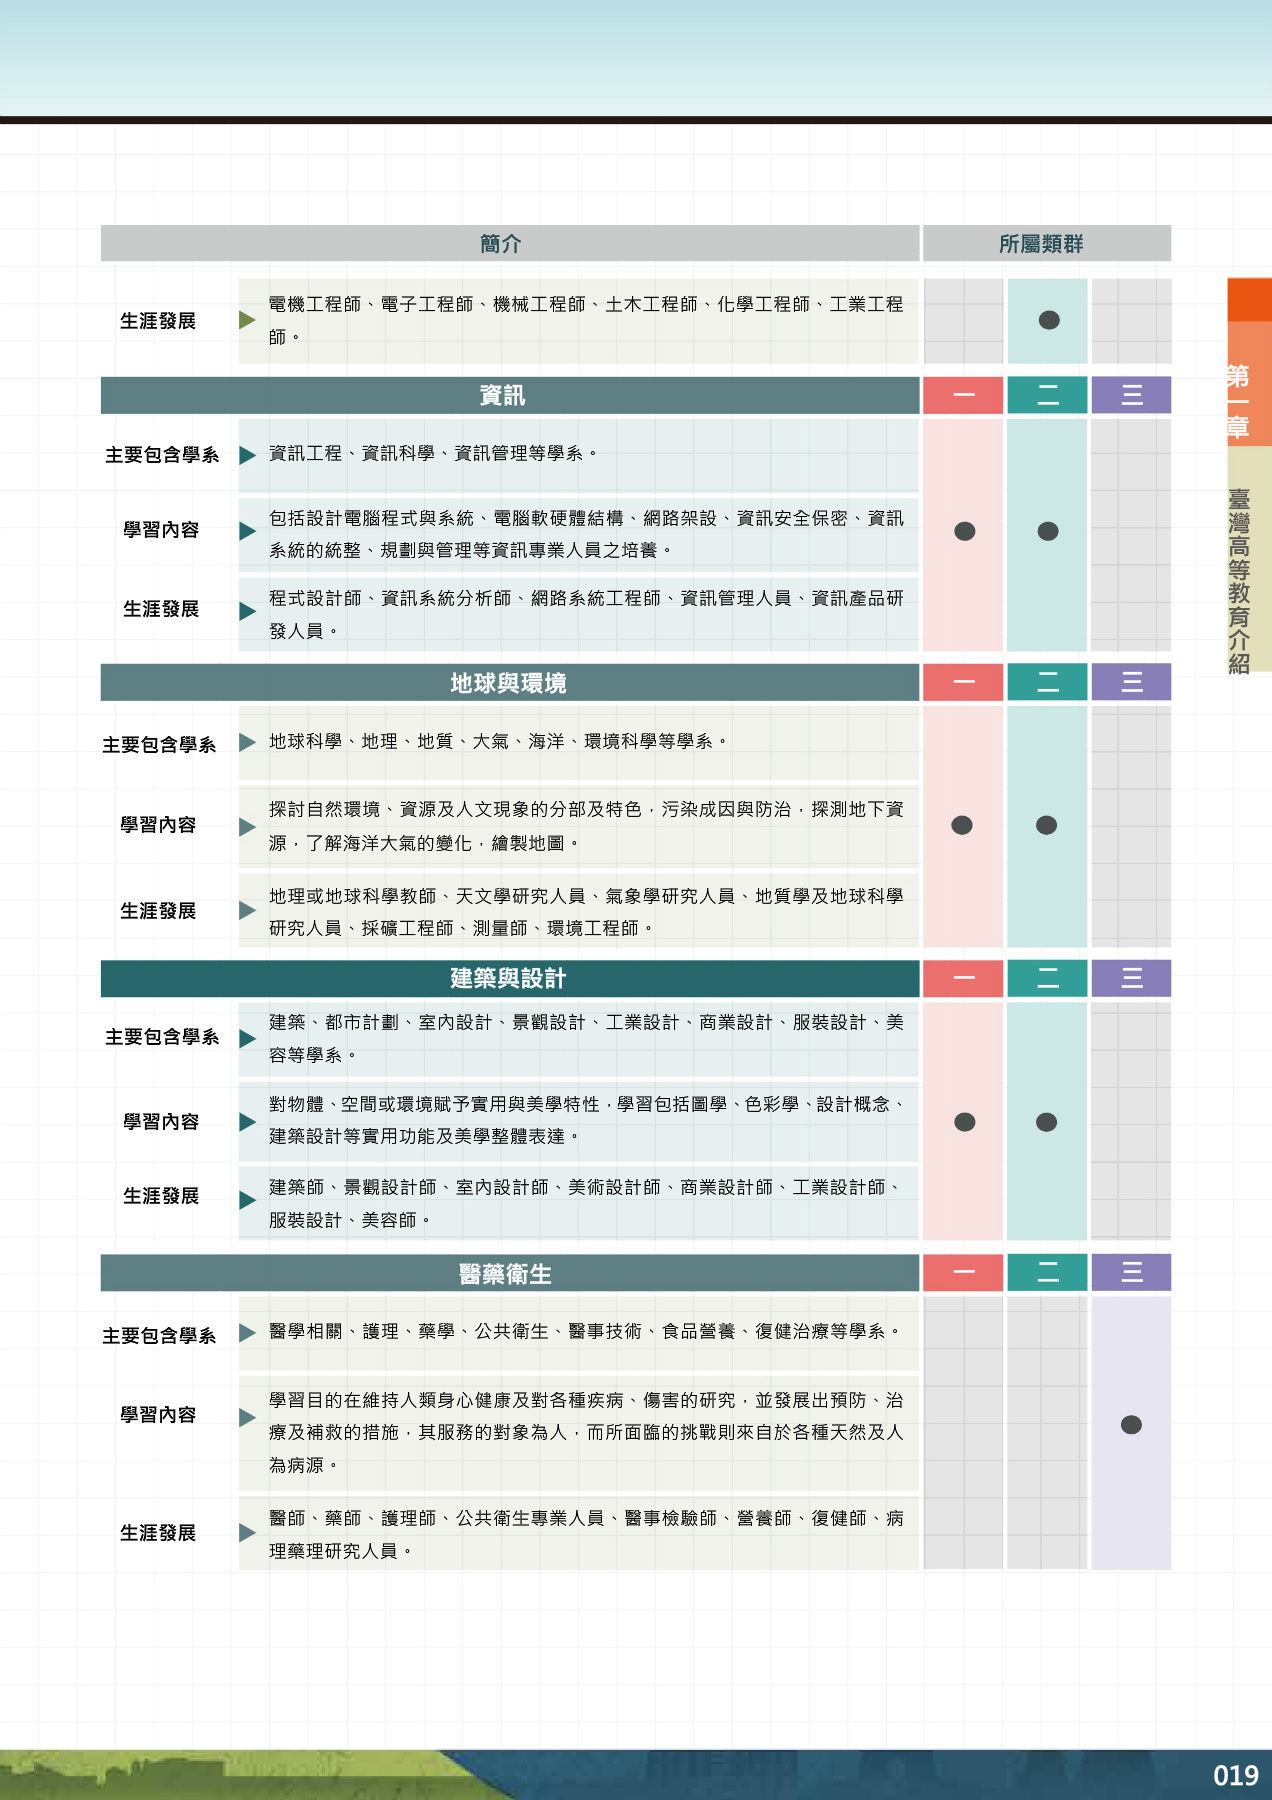 簡介 所屬類群
生涯發展 電機工程師、電子工程師、機械工程師、土木工程師、化學工程師、工業工程
師。
資訊 一 二 三
主要包含學系 資訊工程、資訊科學、資訊管理等學系。
學習內容 包括設計電腦程式與系統、電腦軟硬體結構、網路架設、資訊安全保密、資訊
系統的統整、規劃與管理等資訊專業人員之培養。
生涯發展 程式設計師、資訊系統分析師、網路系統工程師、資訊管理人員、資訊產品研
發人員。
地球與環境 一 二 三
主要包含學系 地球科學、地理、地質、大氣、海洋、環境科學等學系。
學習內容 探討自然環境、資源及人文現象的分部及特色，污染成因與防治，探測地下資
源，了解海洋大氣的變化，繪製地圖。
生涯發展 地理或地球科學教師、天文學研究人員、氣象學研究人員、地質學及地球科學
研究人員、採礦工程師、測量師、環境工程師。
建築與設計 一 二 三
主要包含學系 建築、都市計劃、室內設計、景觀設計、工業設計、商業設計、服裝設計、美
容等學系。
學習內容 對物體、空間或環境賦予實用與美學特性，學習包括圖學、色彩學、設計概念、
建築設計等實用功能及美學整體表達。
生涯發展 建築師、景觀設計師、室內設計師、美術設計師、商業設計師、工業設計師、
服裝設計、美容師。
醫藥衛生 一 二 三
主要包含學系 醫學相關、護理、藥學、公共衛生、醫事技術、食品營養、復健治療等學系。
學習內容 學習目的在維持人類身心健康及對各種疾病、傷害的研究，並發展出預防、治
療及補救的措施，其服務的對象為人，而所面臨的挑戰則來自於各種天然及人
為病源。
生涯發展 醫師、藥師、護理師、公共衛生專業人員、醫事檢驗師、營養師、復健師、病
理藥理研究人員。
第一章
臺灣高等教育介紹
019